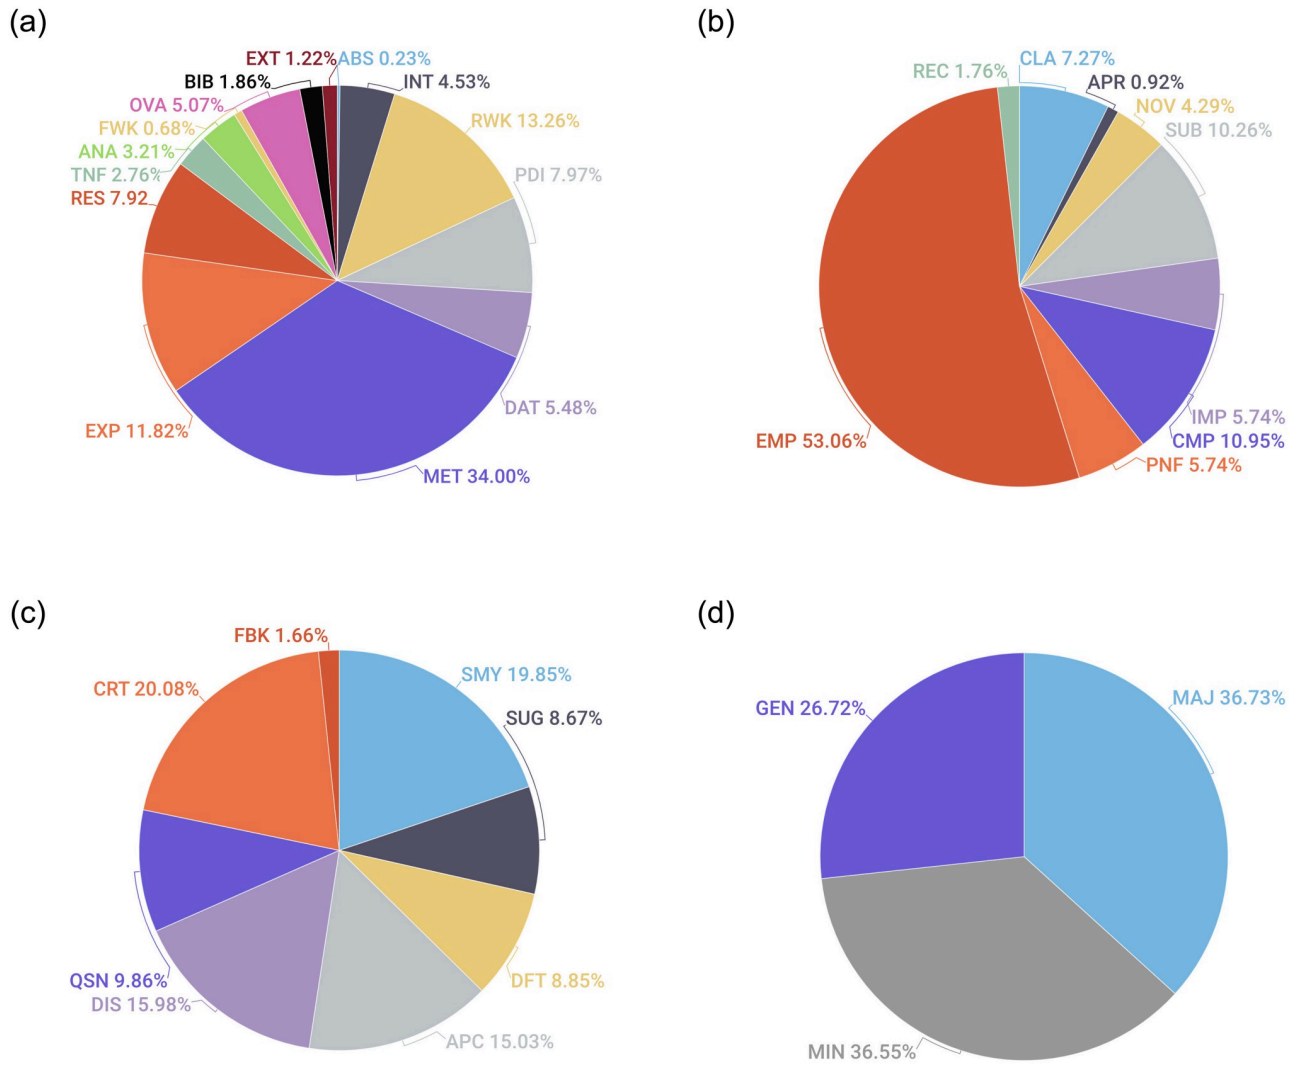 (a)
EXT 1.22%
ABS 0.23%
BIB 1.86%
INT 4.53%
OVA 5.07%
RWK 13.26%
FWK 0.68%
ANA 3.21%
TNF 2.76%
PDI 7.97%
RES 7.92
DAT 5.48%
EXP 11.82%
MET 34.00%
(b)
REC 1.76%
CLA 7.27%
APR 0.92%
NOV 4.29%
SUB 10.26%
IMP 5.74%
EMP 53.06%
CMP 10.95%
PNF 5.74%
(c)
FBK 1.66%
SMY 19.85%
CRT 20.08%
SUG 8.67%
QSN 9.86%
DFT 8.85%
DIS 15.98%
APC 15.03%
(d)
MAJ 36.73%
GEN 26.72%
MIN 36.55%